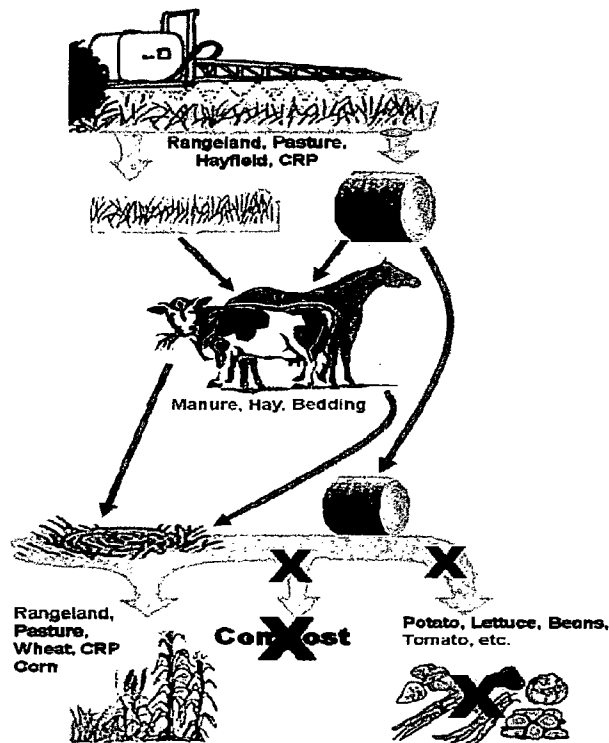 Rangeland, Pasture,
Hayfield, CRP
Manure, Hay, Bedding
Rangeland,
Pasture,
Wheat, CRP
Corn
Compost
Potato, Lettuce, Beans,
Tomato, etc.